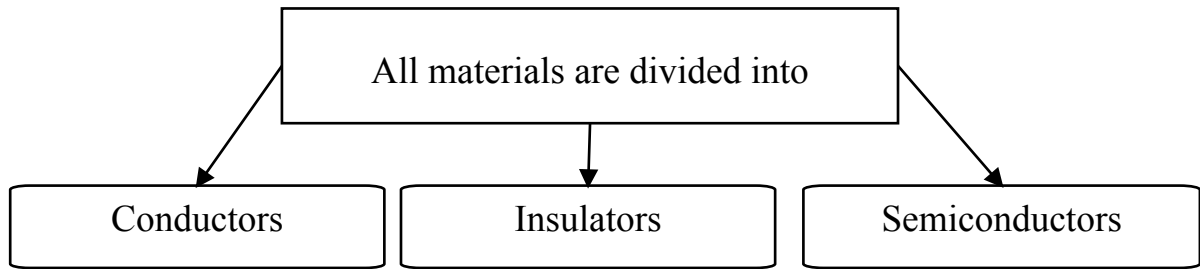 All materials are divided into
Conductors
Insulators
Semiconductors